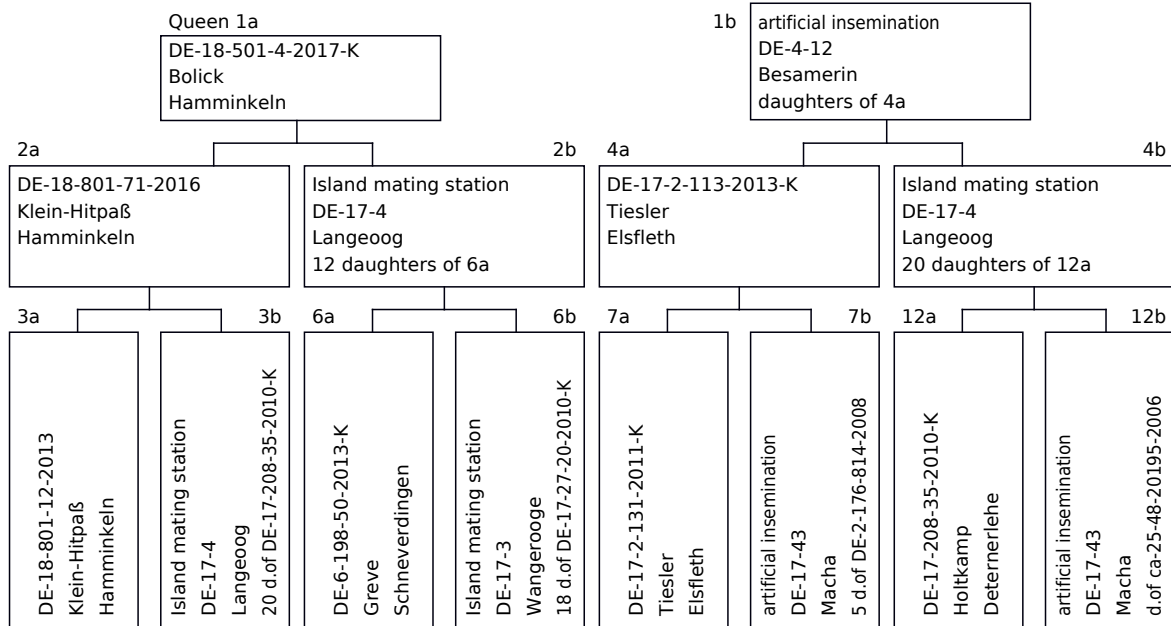 Queen 1a
DE-18-501-4-2017-K
Bolick
Hamminkeln
1b
artificial insemination
DE-4-12
Besamerin
daughters of 4a
2a
DE-18-801-71-2016
Klein-Hitpaß
Hamminkeln
2b
Island mating station
DE-17-4
Langeoog
12 daughters of 6a
4a
DE-17-2-113-2013-K
Tiesler
Elsfleth
4b
Island mating station
DE-17-4
Langeoog
20 daughters of 12a
3a
DE-18-801-12-2013
Klein-Hitpaß
Hamminkeln
3b
Island mating station
DE-17-4
Langeoog
20 d.of DE-17-208-35-2010-K
6a
DE-6-198-50-2013-K
Greve
Schneverdingen
6b
Island mating station
DE-17-3
Wangerooge
18 d.of DE-17-27-20-2010-K
7a
DE-17-2-131-2011-K
Tiesler
Elsfleth
7b
artificial insemination
DE-17-43
Macha
5 d.of DE-2-176-814-2008
12a
DE-17-208-35-2010-K
Holtkamp
Deternerlehe
12b
artificial insemination
DE-17-43
Macha
d.of ca-25-48-20195-2006